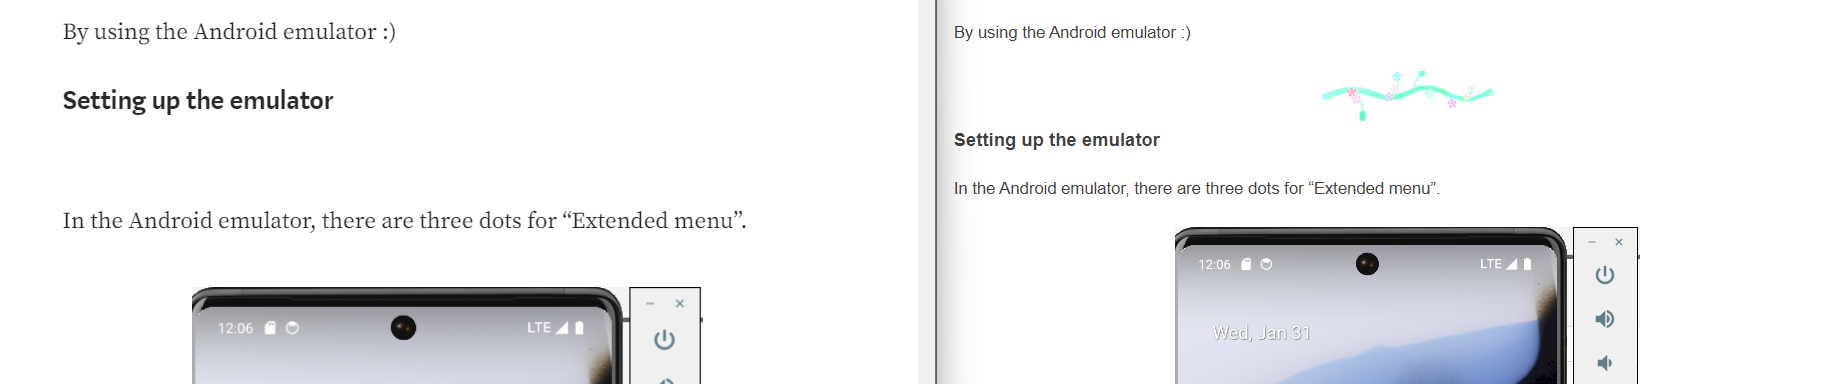 By using the Android emulator :)
Setting up the emulator
In the Android emulator, there are three dots for “Extended menu”.
12:06
LTE
By using the Android emulator :)
Setting up the emulator
In the Android emulator, there are three dots for “Extended menu”.
12:06
LTE
Wed, Jan 31